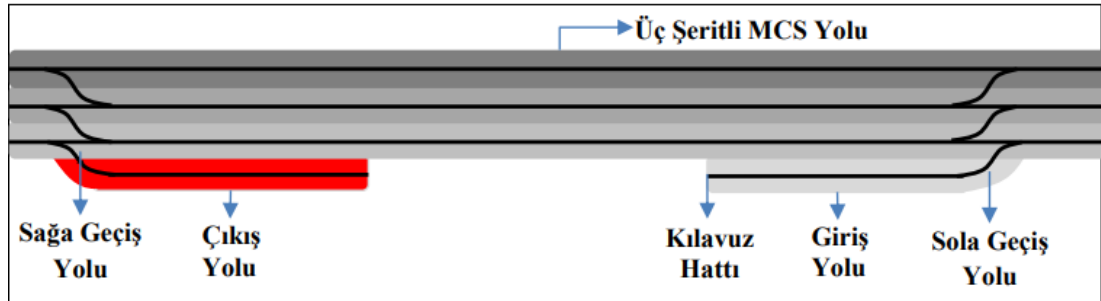 Üç Şeritli MCS Yolu
Sağa Geçiş
Yolu
Çıkış
Yolu
Kılavuz
Hattı
Giriş
Yolu
Sola Geçiş
Yolu